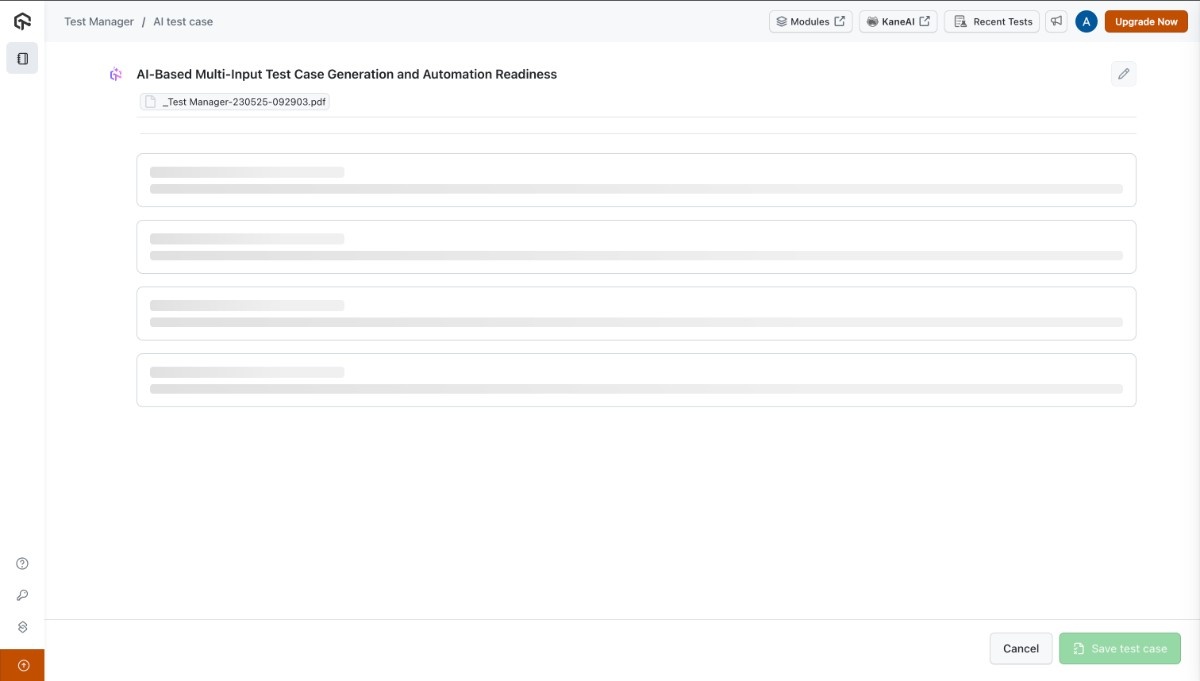 Test Manager / AI test case
Modules
KaneAI
Recent Tests
A
Upgrade Now
AI-Based Multi-Input Test Case Generation and Automation Readiness
_Test Manager-230525-092903.pdf
Cancel
Save test case